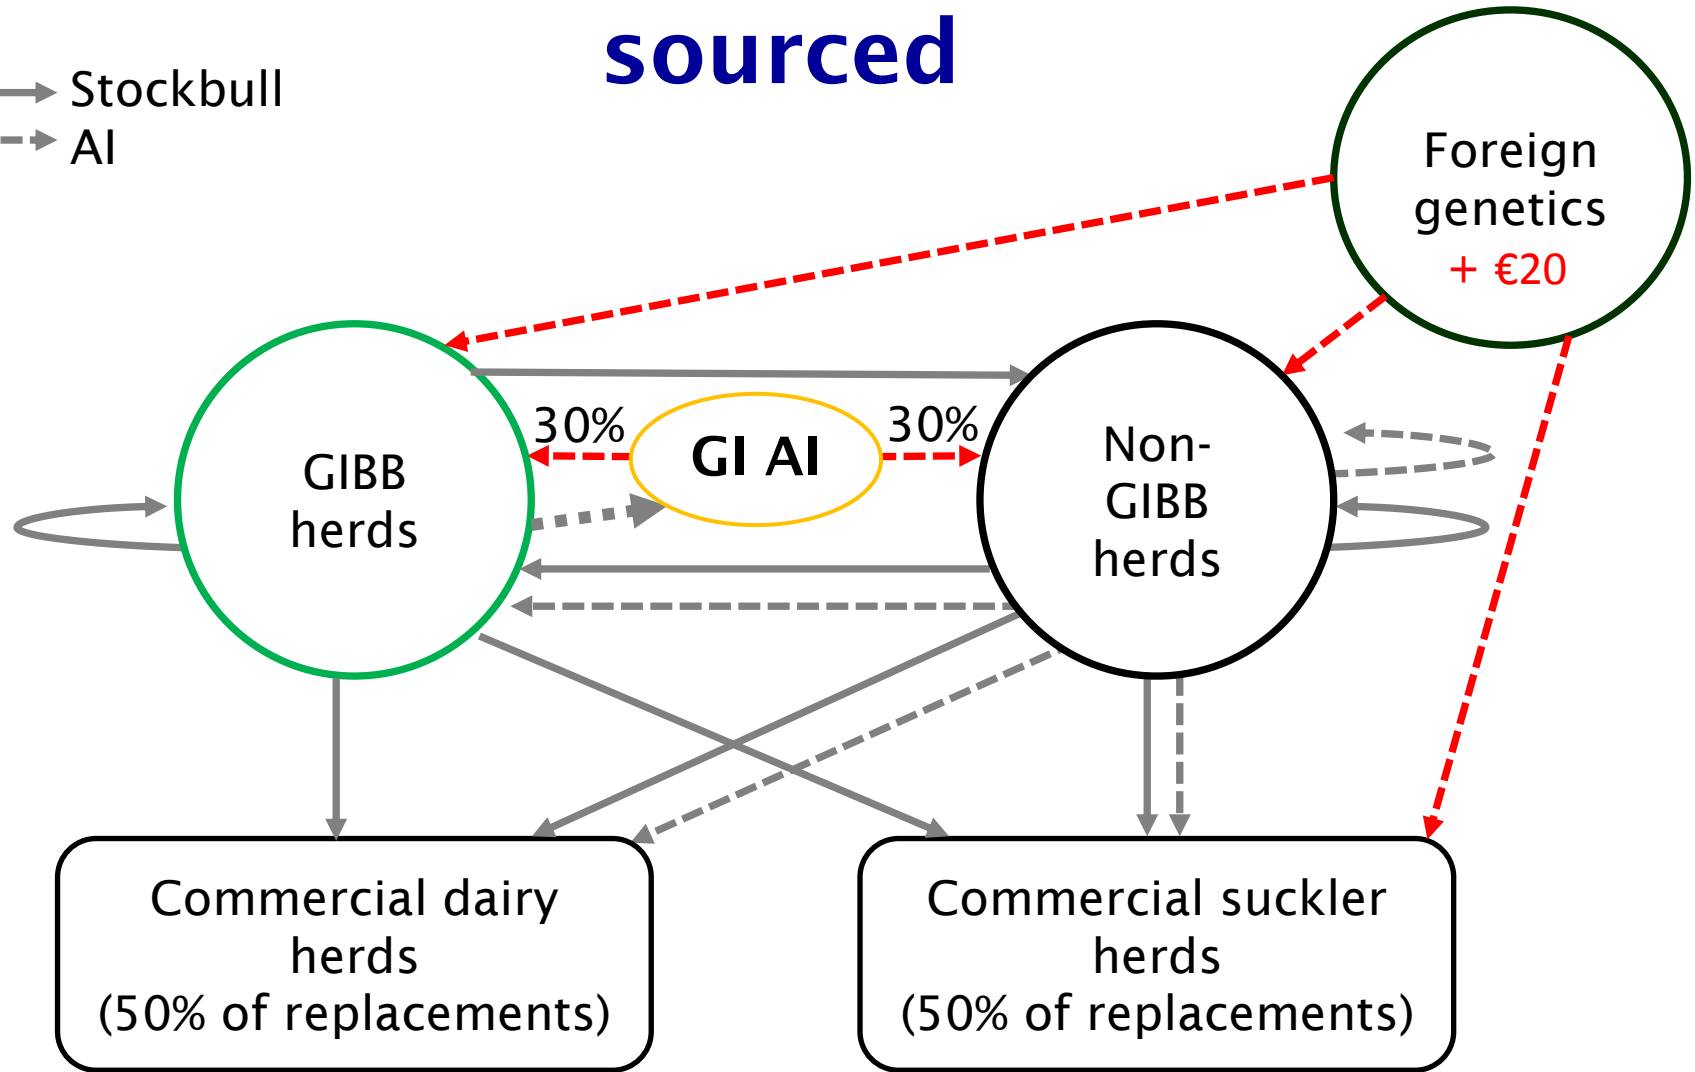 sourced
Stockbull
AI
Foreign
genetics
+ €20
30%
GI AI
30%
GIBB
herds
Non-
GIBB
herds
Commercial dairy
herds
(50% of replacements)
Commercial suckler
herds
(50% of replacements)